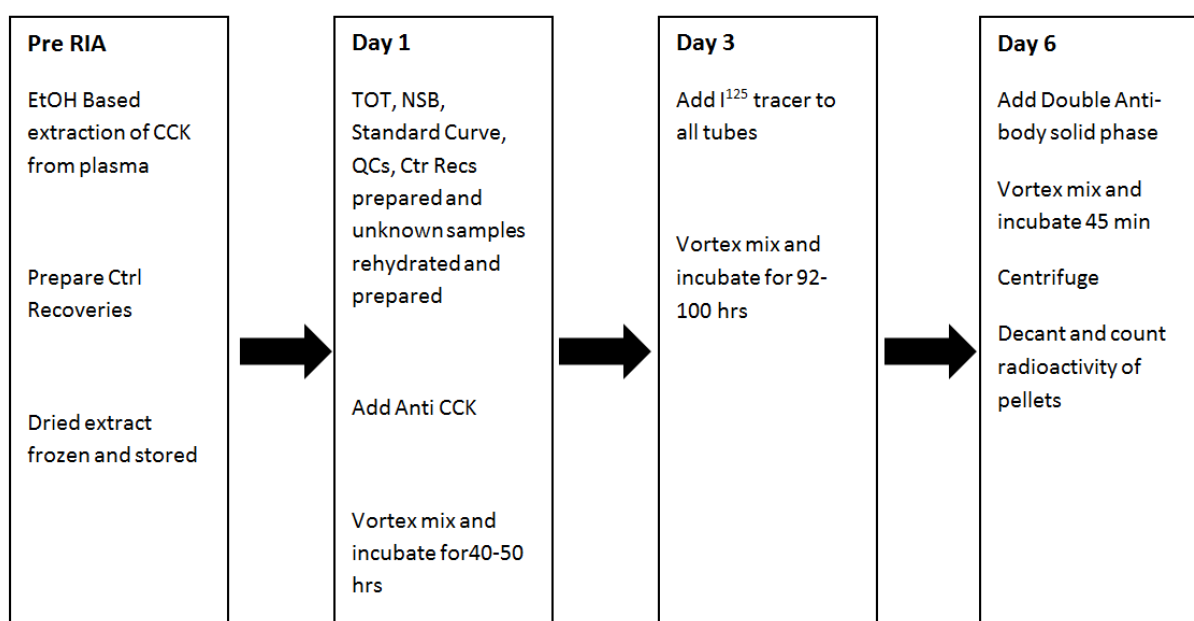 Pre RIA
EtOH Based
extraction of CCK
from plasma
Prepare Ctrl
Recoveries
Dried extract
frozen and stored
Day 1
TOT, NSB,
Standard Curve,
QCs, Ctr Recs
prepared and
unknown samples
rehydrated and
prepared
Add Anti CCK
Vortex mix and
incubate for40-50
hrs
Day 3
Add I¹²⁵ tracer to
all tubes
Vortex mix and
incubate for 92-
100 hrs
Day 6
Add Double Anti-
body solid phase
Vortex mix and
incubate 45 min
Centrifuge
Decant and count
radioactivity of
pellets